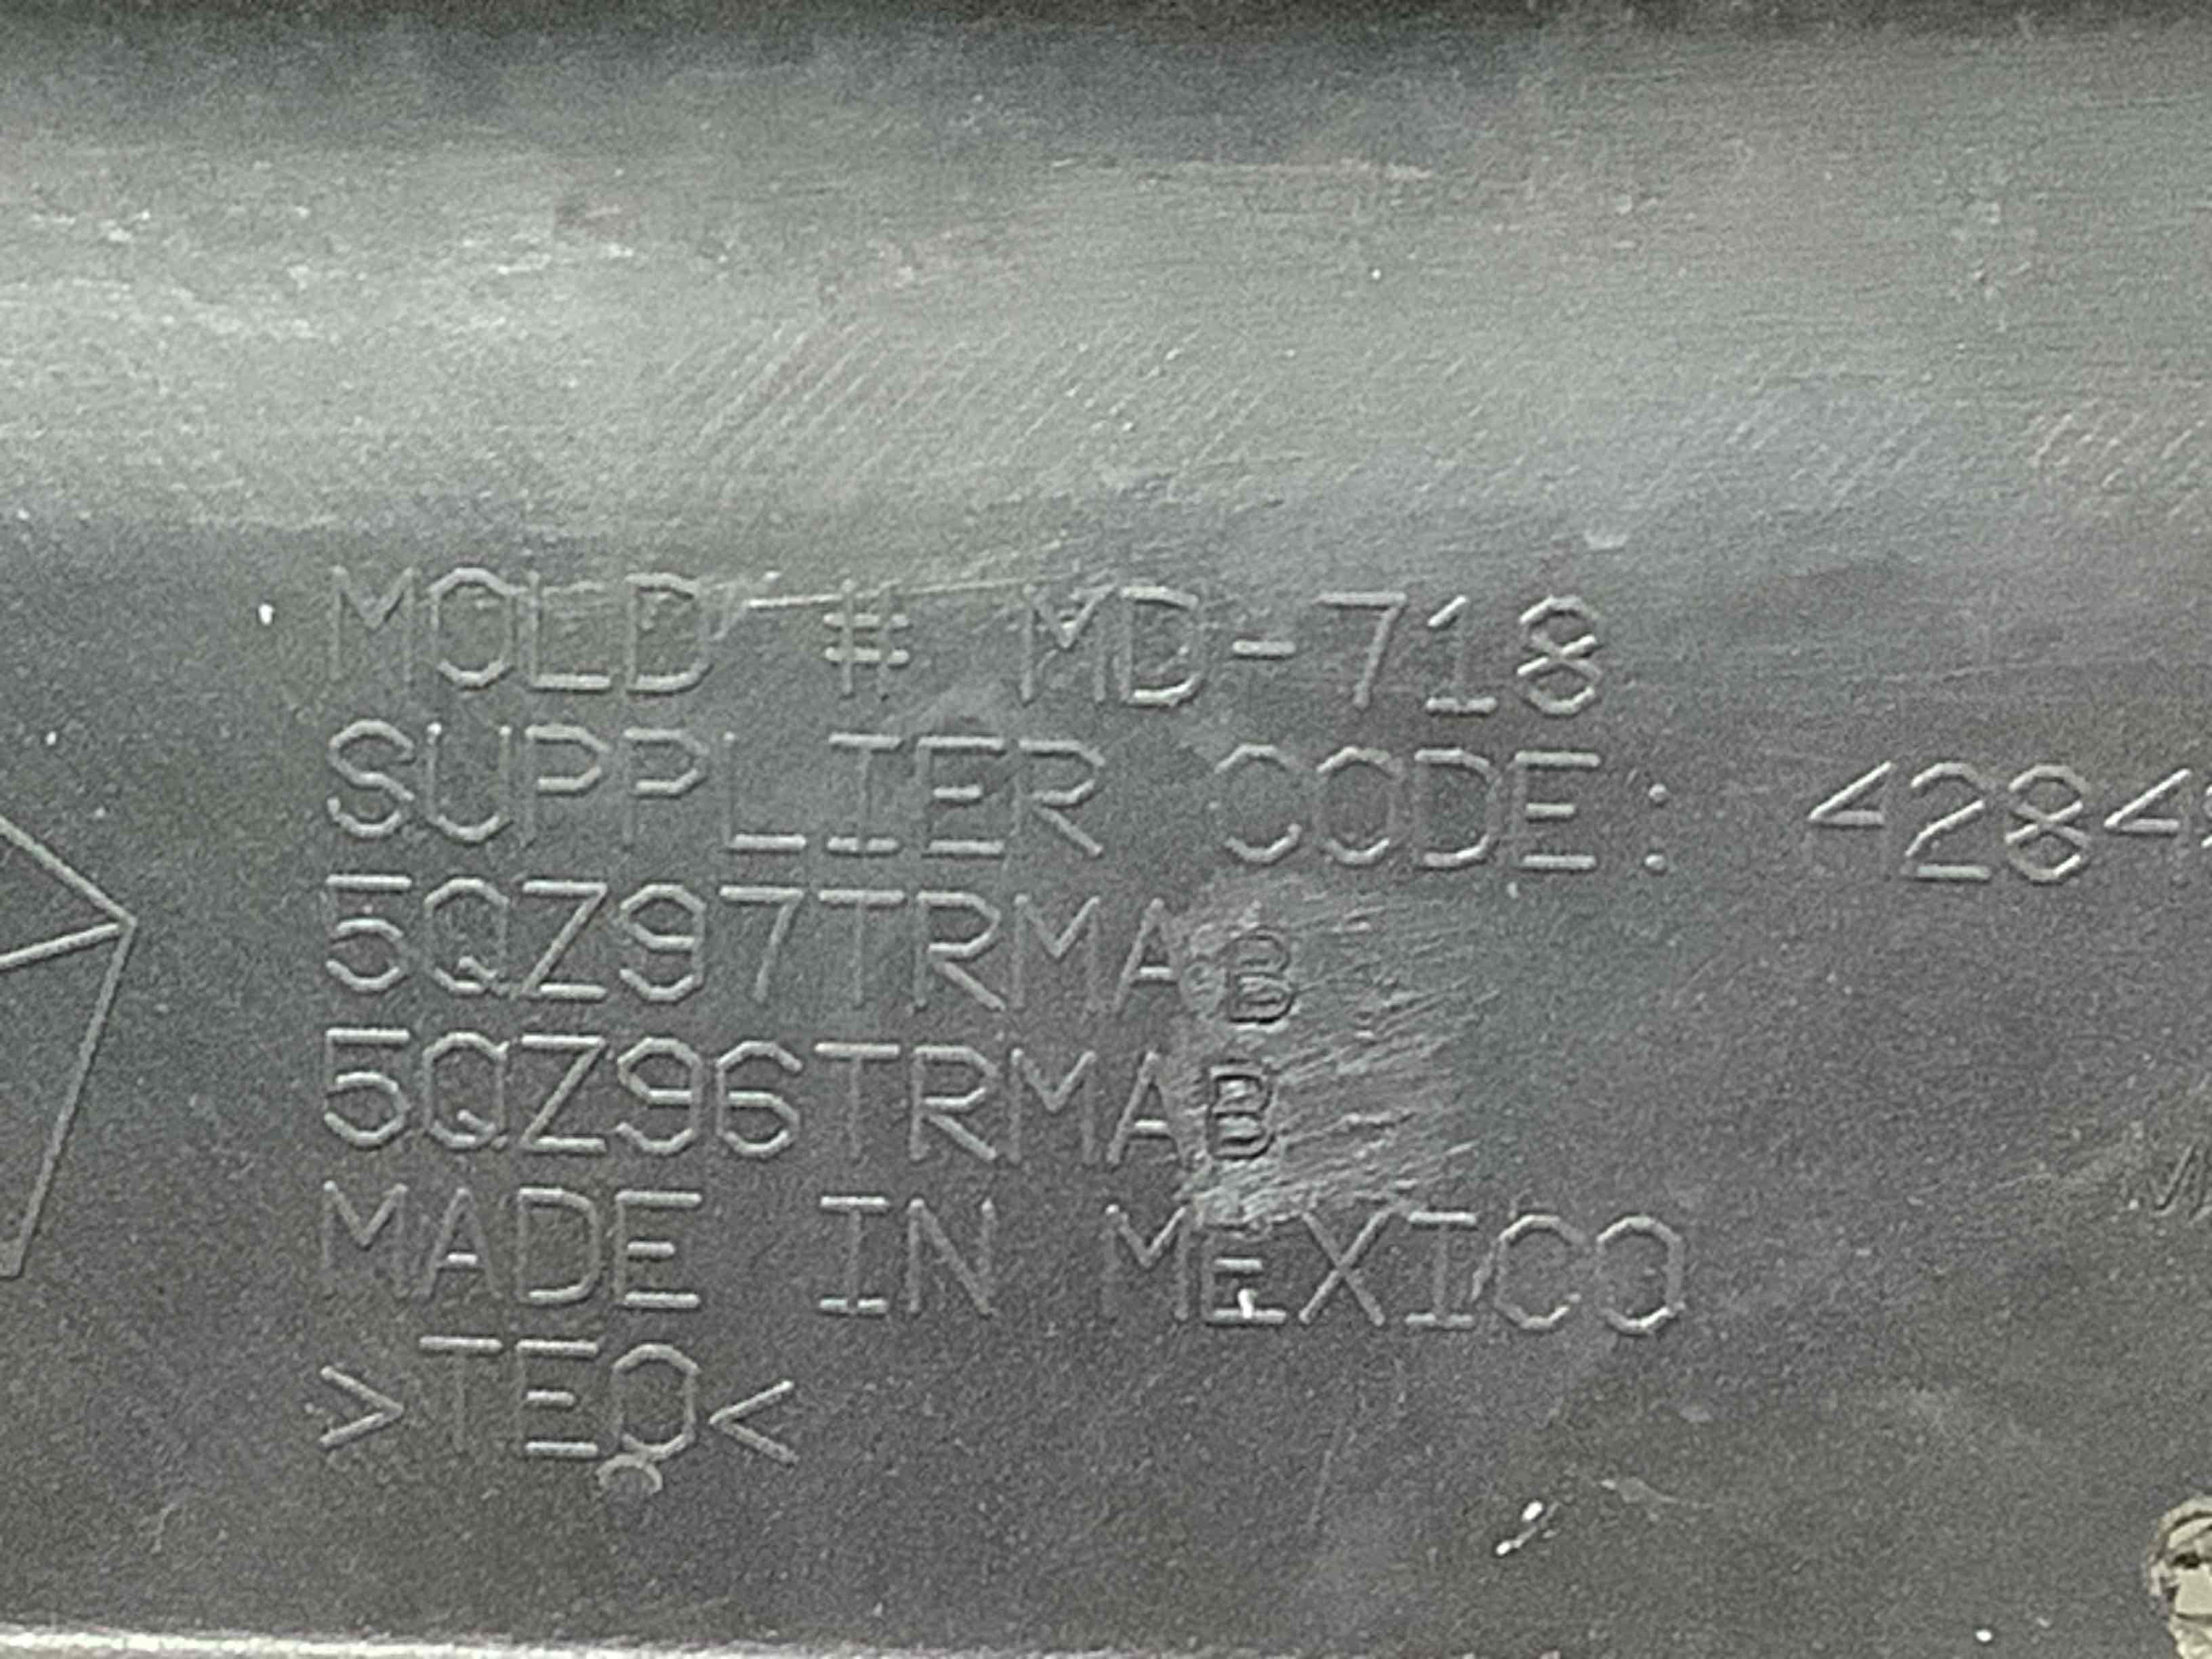 MOLD # MD-718
SUPPLIER CODE: 4284
5QZ97TRMAB
5QZ96TRMAB
MADE IN MEXICO
>TEO<